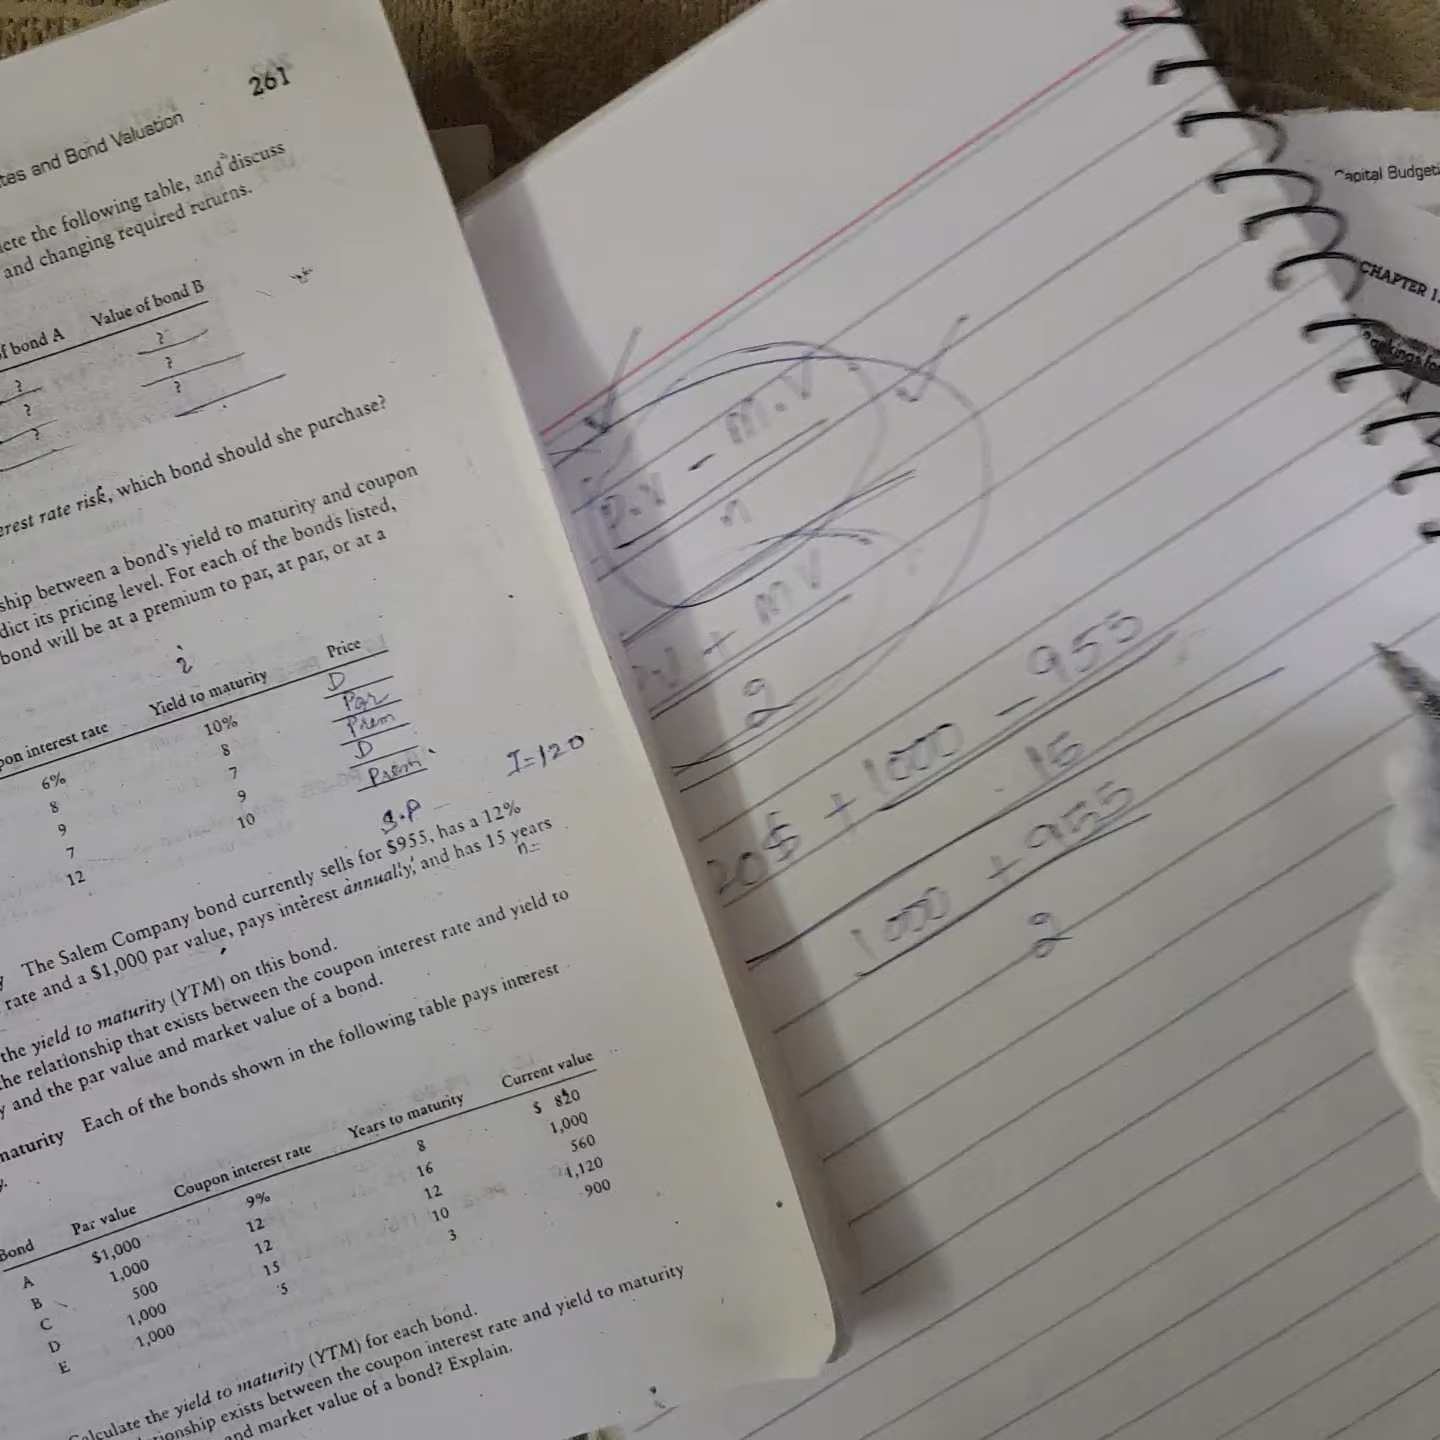 261
tes and Bond Valuation
lete the following table, and discuss
and changing required returns.
f bond A Value of bond B
? ?
? ?
? ?
erest rate risk, which bond should she purchase?
ship between a bond's yield to maturity and coupon
dict its pricing level. For each of the bonds listed,
bond will be at a premium to par, at par, or at a
i
pon interest rate Yield to maturity Price
6% 10% D
8 8 Par
9 7 Prem
7 9 D
12 10 Prem
I=120
S.P
The Salem Company bond currently sells for $955, has a 12%
rate and a $1,000 par value, pays interest annually, and has 15 years
n=
the yield to maturity (YTM) on this bond.
he relationship that exists between the coupon interest rate and yield to
y and the par value and market value of a bond.
maturity Each of the bonds shown in the following table pays interest
y.
Bond Par value Coupon interest rate Years to maturity Current value
A $1,000 9% 8 $ 820
B 1,000 12 16 1,000
C 500 12 12 560
D 1,000 15 10 1,120
E 1,000 5 3 900
Calculate the yield to maturity (YTM) for each bond.
lationship exists between the coupon interest rate and yield to maturity
and market value of a bond? Explain.
P.V - M.V
n
+ MV
2
20$ + 1000 - 955
15
1000 + 955
2
Capital Budgeti
CHAPTER 1